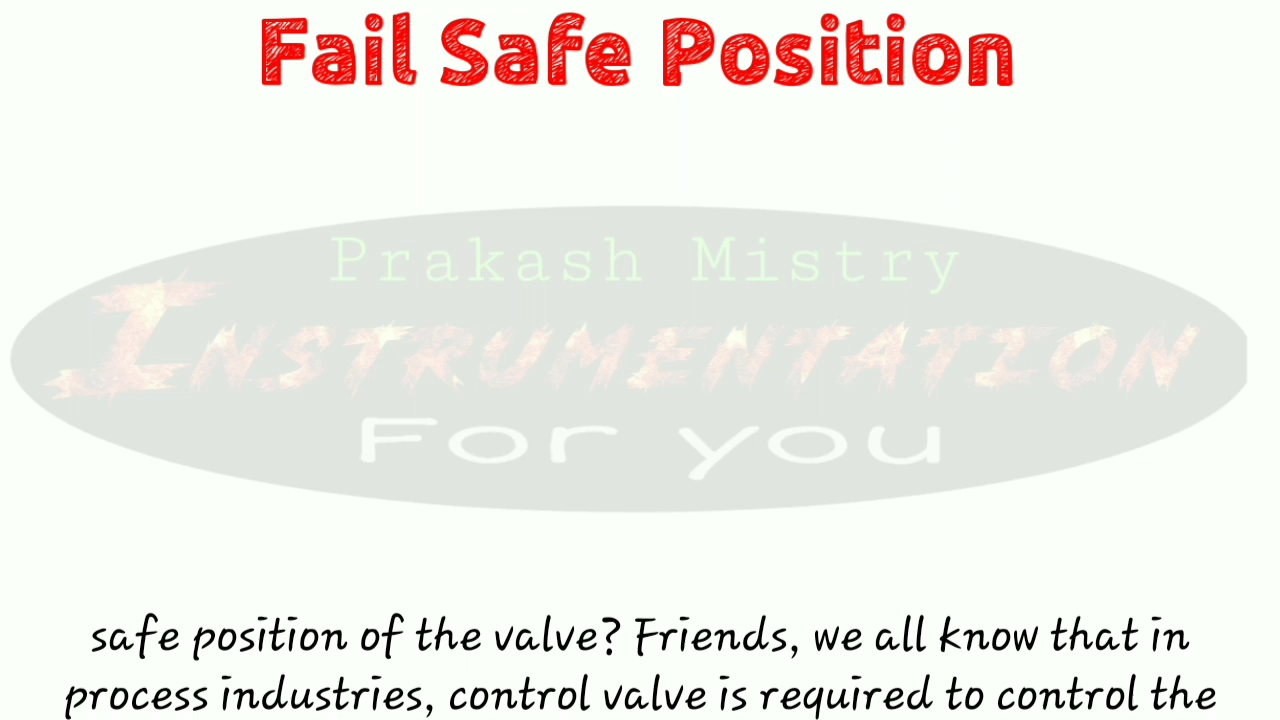 Fail Safe Position
Prakash Mistry
INSTRUMENTATION
For you
safe position of the valve? Friends, we all know that in
process industries, control valve is required to control the